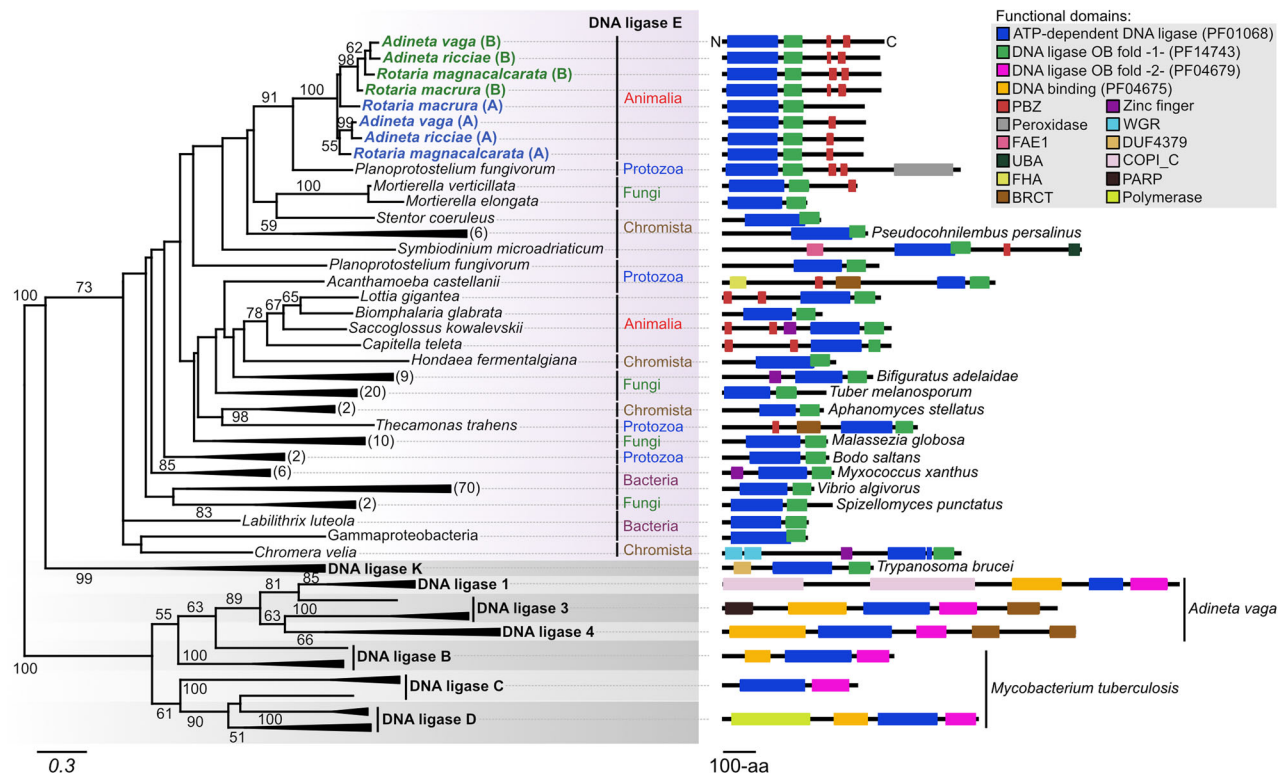 DNA ligase E
Functional domains:
ATP-dependent DNA ligase (PF01068)
DNA ligase OB fold -1- (PF14743)
DNA ligase OB fold -2- (PF04679)
DNA binding (PF04675)
PBZ
Zinc finger
Peroxidase
WGR
FAE1
DUF4379
UBA
COPI_C
FHA
PARP
BRCT
Polymerase
N
C
62
Adineta vaga (B)
Adineta ricciae (B)
98
Rotaria magnacalcarata (B)
Rotaria macrura (B)
91
100
Animalia
Rotaria macrura (A)
99
Adineta vaga (A)
55
Adineta ricciae (A)
Rotaria magnacalcarata (A)
Planoprotostelium fungivorum
Protozoa
100
Mortierella verticillata
Fungi
Mortierella elongata
Stentor coeruleus
Chromista
59
(6)
Pseudocohnilembus persalinus
Symbiodinium microadriaticum
Planoprotostelium fungivorum
Protozoa
Acanthamoeba castellanii
100
73
65
Lottia gigantea
67
Biomphalaria glabrata
78
Animalia
Saccoglossus kowalevskii
Capitella teleta
Hondaea fermentalgiana
Chromista
(9)
Bifiguratus adelaidae
Fungi
(20)
Tuber melanosporum
(2)
Chromista
Aphanomyces stellatus
98
Thecamonas trahens
Protozoa
(10)
Fungi
Malassezia globosa
(2)
Protozoa
Bodo saltans
85
(6)
Myxococcus xanthus
Bacteria
(70)
Vibrio algivorus
(2)
Fungi
Spizellomyces punctatus
83
Labilithrix luteola
Bacteria
Gammaproteobacteria
Chromera velia
Chromista
99
DNA ligase K
Trypanosoma brucei
81
85
DNA ligase 1
89
63
55
100
DNA ligase 3
Adineta vaga
63
DNA ligase 4
66
100
DNA ligase B
100
100
DNA ligase C
Mycobacterium tuberculosis
61
90
100
DNA ligase D
51
0.3
100-aa